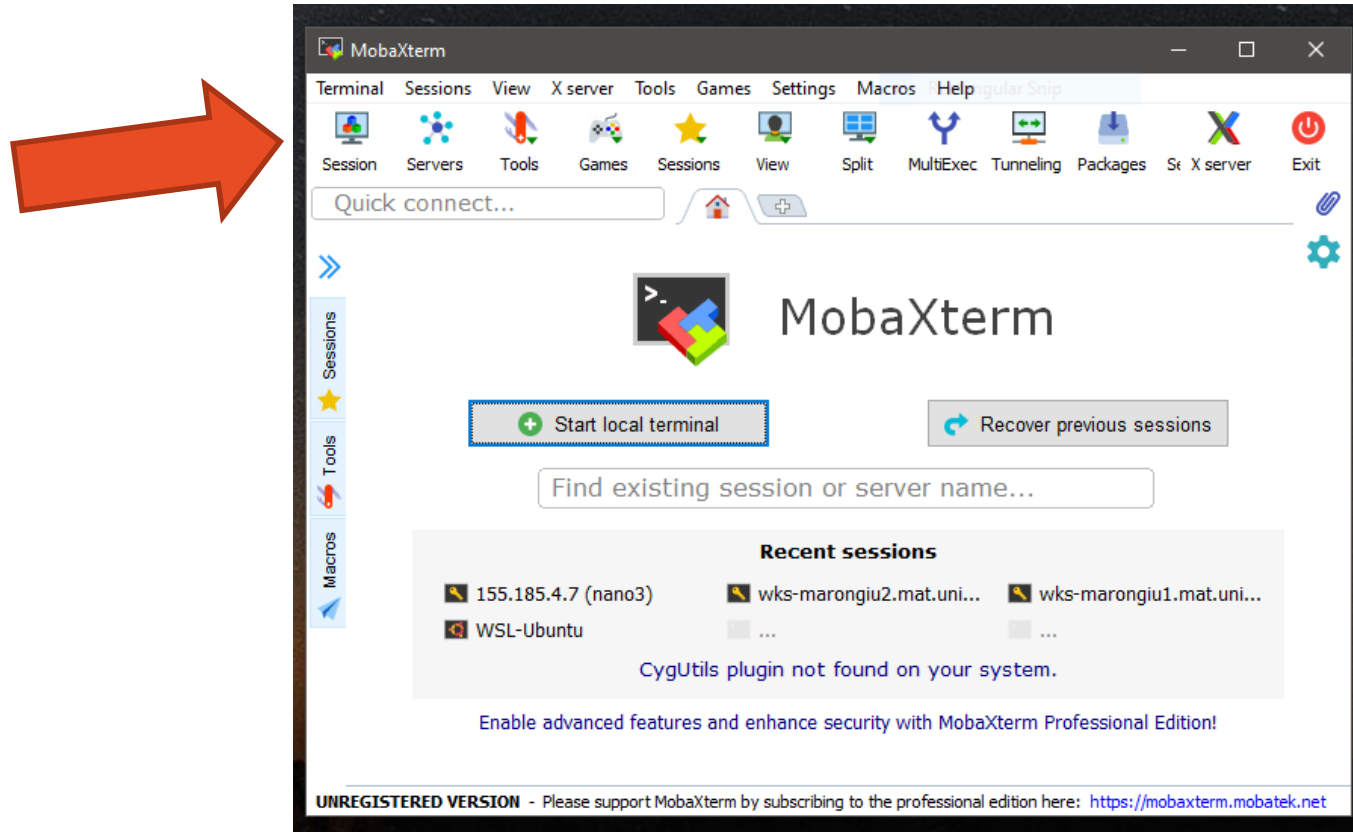 MobaXterm
Terminal Sessions View X server Tools Games Settings Macros Help
Session Servers Tools Games Sessions View Split MultiExec Tunneling Packages Se X server Exit
Quick connect...
Sessions
Tools
Macros
>_
MobaXterm
Start local terminal Recover previous sessions
Find existing session or server name...
Recent sessions
155.185.4.7 (nano3) wks-marongiu2.mat.uni... wks-marongiu1.mat.uni...
WSL-Ubuntu ... ...
CygUtils plugin not found on your system.
Enable advanced features and enhance security with MobaXterm Professional Edition!
UNREGISTERED VERSION - Please support MobaXterm by subscribing to the professional edition here: https://mobaxterm.mobatek.net